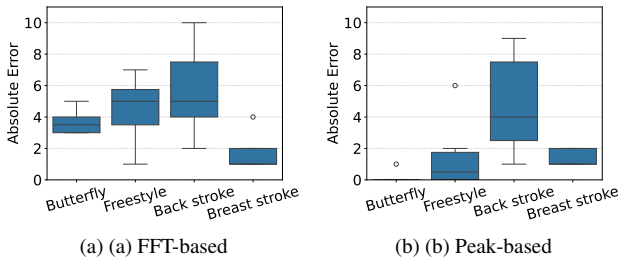 Absolute Error
10
8
6
4
2
0
Butterfly
Freestyle
Back stroke
Breast stroke
(a) (a) FFT-based
Absolute Error
10
8
6
4
2
0
Butterfly
Freestyle
Back stroke
Breast stroke
(b) (b) Peak-based